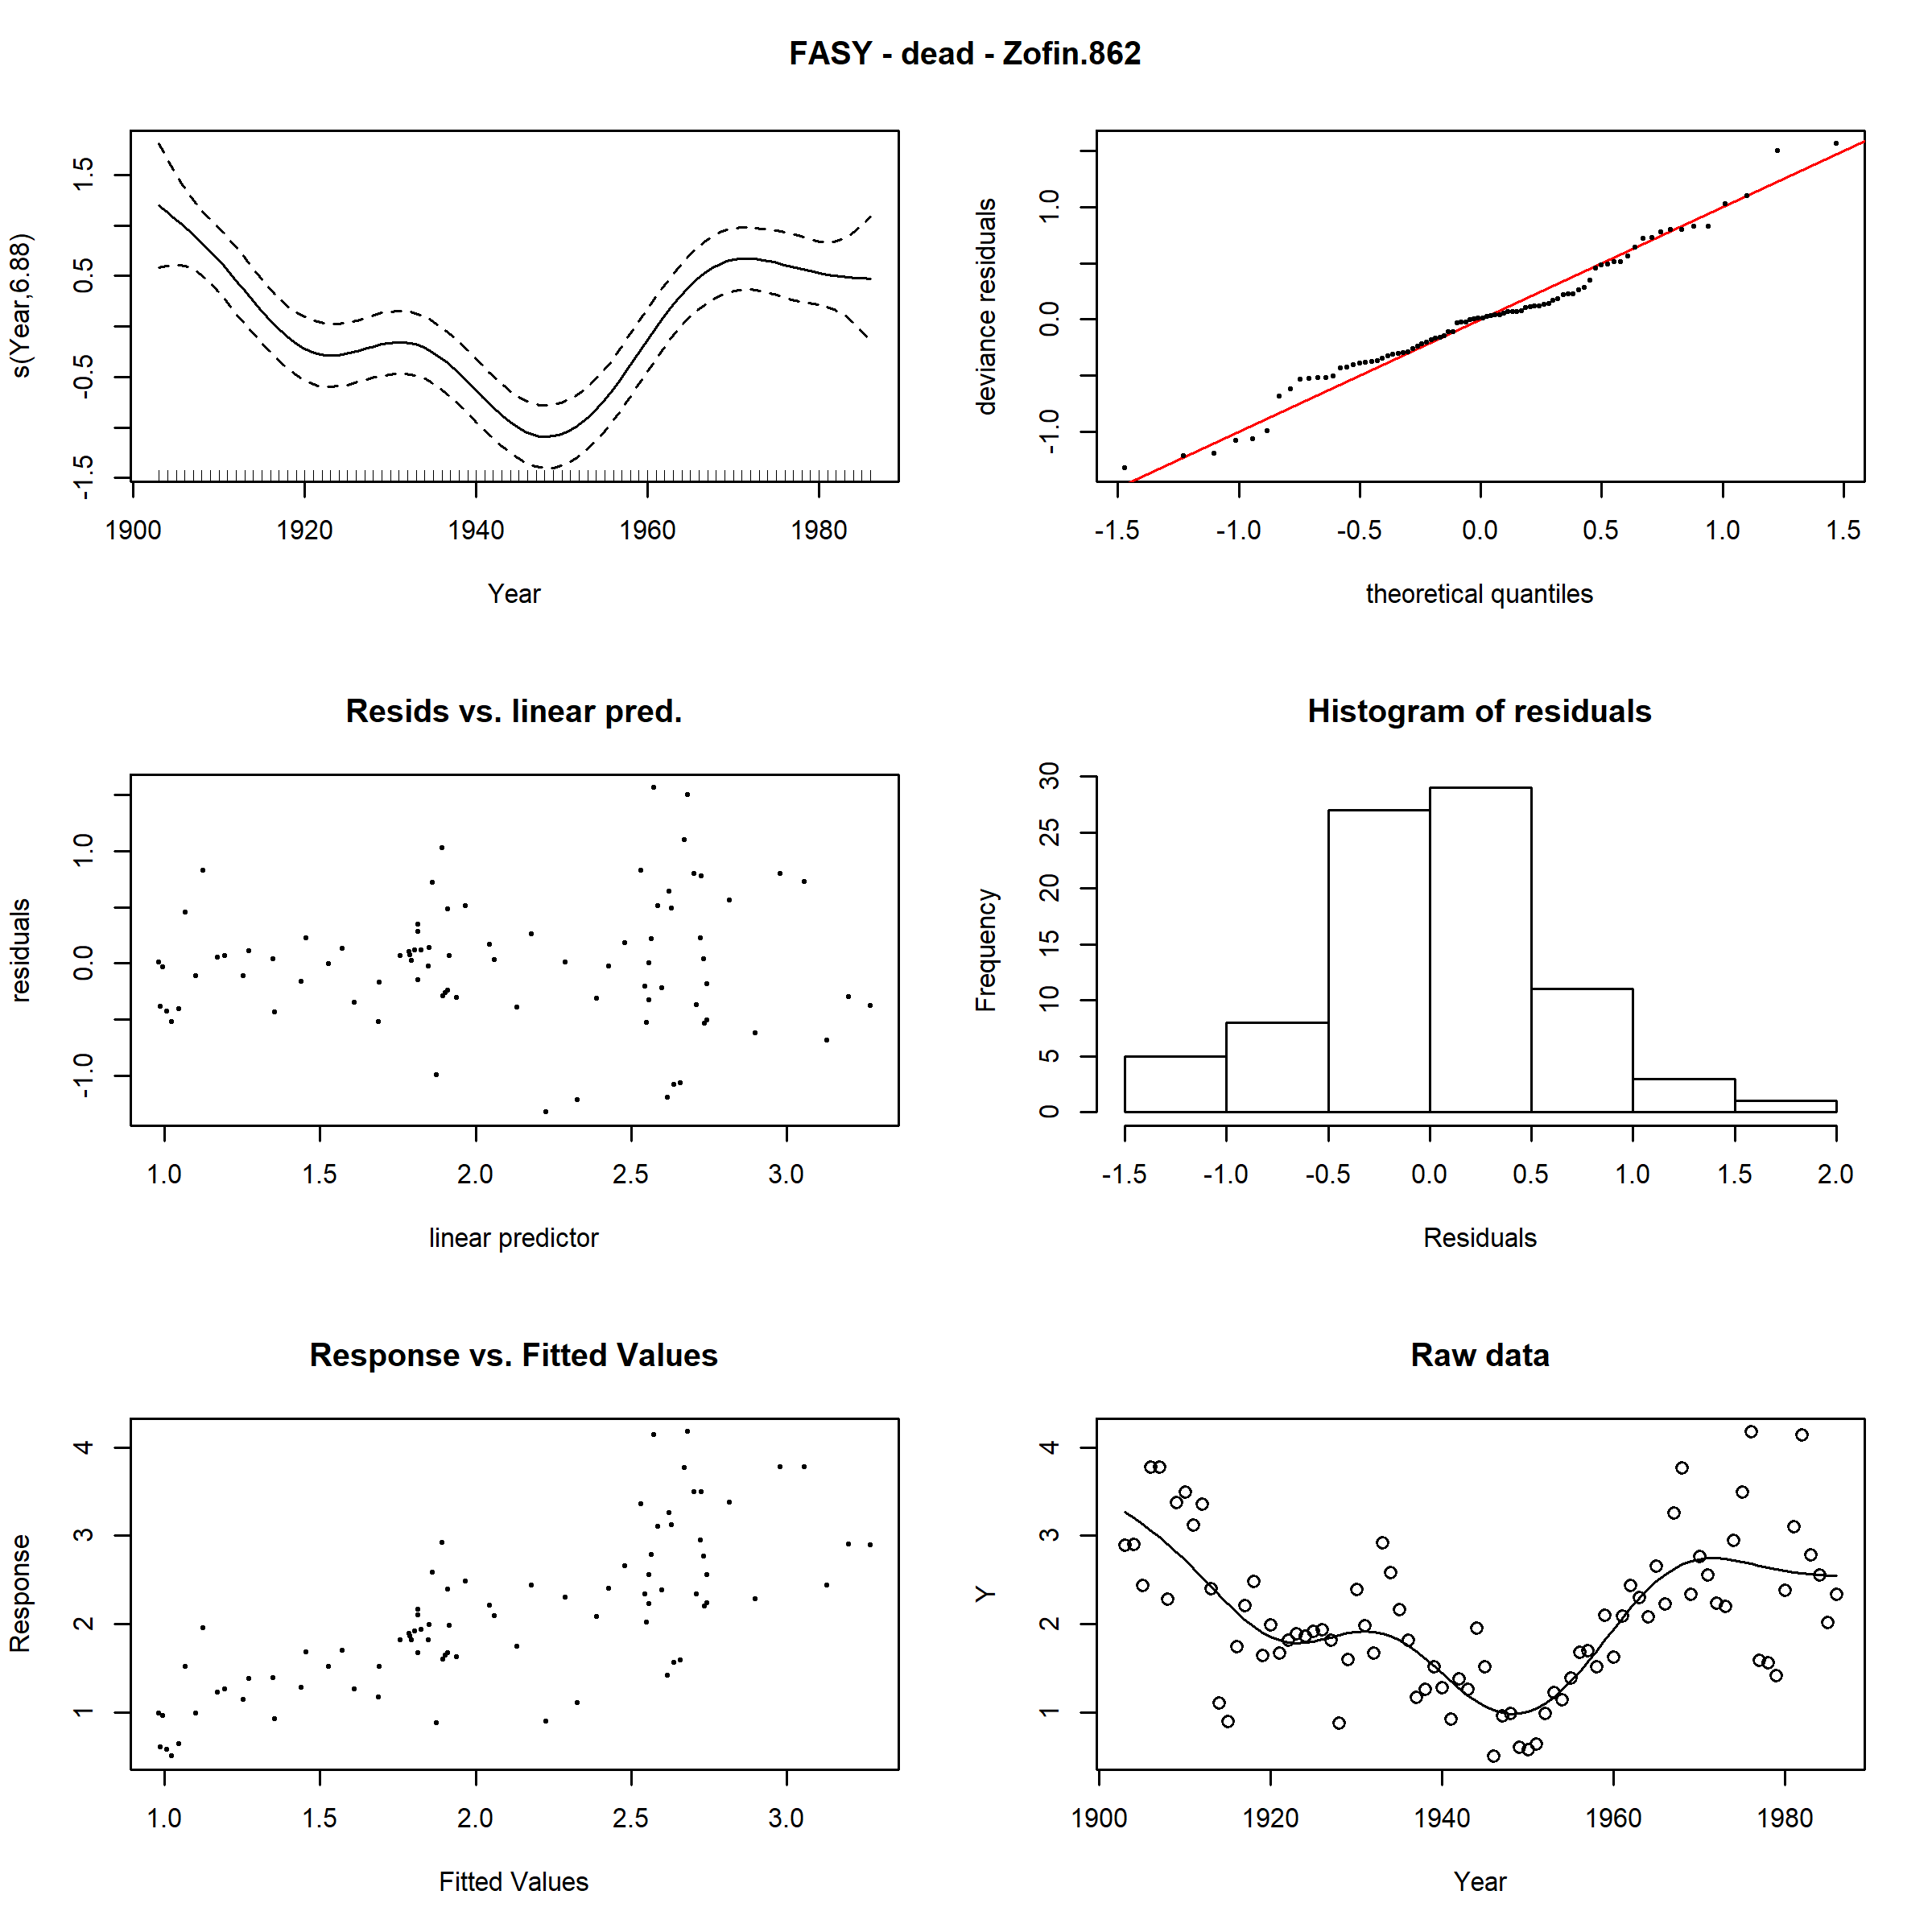 FASY - dead - Zofin.862
s(Year,6.88)
-1.5 -0.5 0.5 1.5
1900 1920 1940 1960 1980
Year
deviance residuals
-1.0 0.0 1.0
-1.5 -1.0 -0.5 0.0 0.5 1.0 1.5
theoretical quantiles
Resids vs. linear pred.
residuals
-1.0 0.0 1.0
1.0 1.5 2.0 2.5 3.0
linear predictor
Histogram of residuals
Frequency
0 5 10 15 20 25 30
-1.5 -1.0 -0.5 0.0 0.5 1.0 1.5 2.0
Residuals
Response vs. Fitted Values
Response
1 2 3 4
1.0 1.5 2.0 2.5 3.0
Fitted Values
Raw data
Y
1 2 3 4
1900 1920 1940 1960 1980
Year